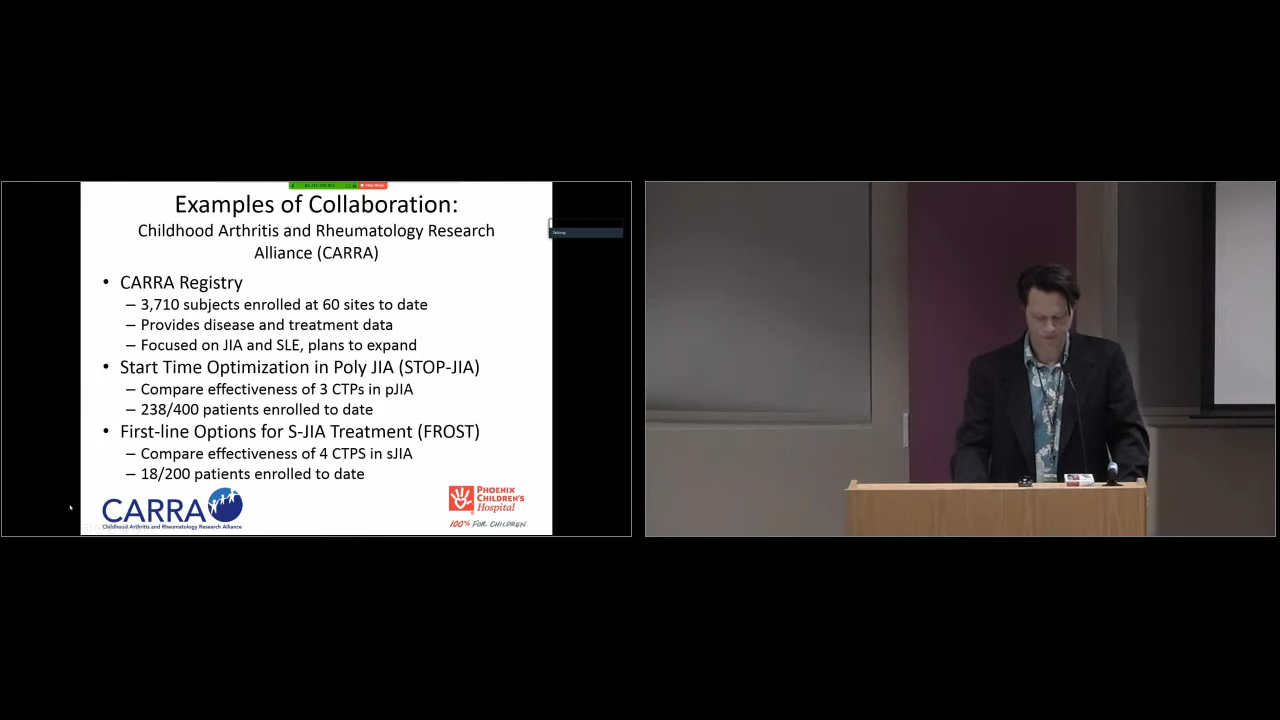 Examples of Collaboration:
Childhood Arthritis and Rheumatology Research
Alliance (CARRA)
• CARRA Registry
– 3,710 subjects enrolled at 60 sites to date
– Provides disease and treatment data
– Focused on JIA and SLE, plans to expand
• Start Time Optimization in Poly JIA (STOP-JIA)
– Compare effectiveness of 3 CTPs in pJIA
– 238/400 patients enrolled to date
• First-line Options for S-JIA Treatment (FROST)
– Compare effectiveness of 4 CTPS in sJIA
– 18/200 patients enrolled to date
CARRA
Childhood Arthritis and Rheumatology Research Alliance
PHOENIX
CHILDREN'S
Hospital
100% FOR CHILDREN